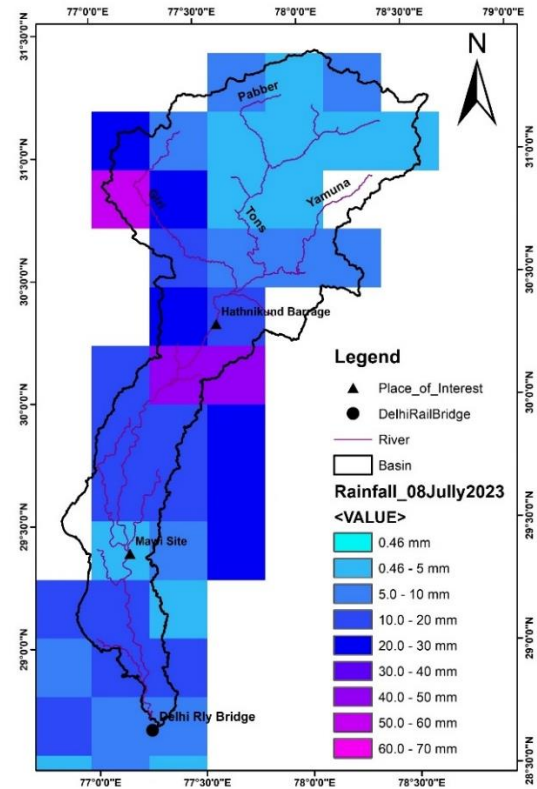 77°0'0"E 77°30'0"E 78°0'0"E 78°30'0"E 79°0'0"E
31°30'0"N
31°0'0"N
30°30'0"N
30°0'0"N
29°30'0"N
29°0'0"N
N
Pabber
Giri
Tons
Yamuna
Hathnikund Barrage
Mawi Site
Delhi Rly Bridge
Legend
Place_of_Interest
DelhiRailBridge
River
Basin
Rainfall_08Jully2023
<VALUE>
0.46 mm
0.46 - 5 mm
5.0 - 10 mm
10.0 - 20 mm
20.0 - 30 mm
30.0 - 40 mm
40.0 - 50 mm
50.0 - 60 mm
60.0 - 70 mm
31°0'0"N
30°30'0"N
30°0'0"N
29°30'0"N
29°0'0"N
28°30'0"N
77°0'0"E 77°30'0"E 78°0'0"E 78°30'0"E